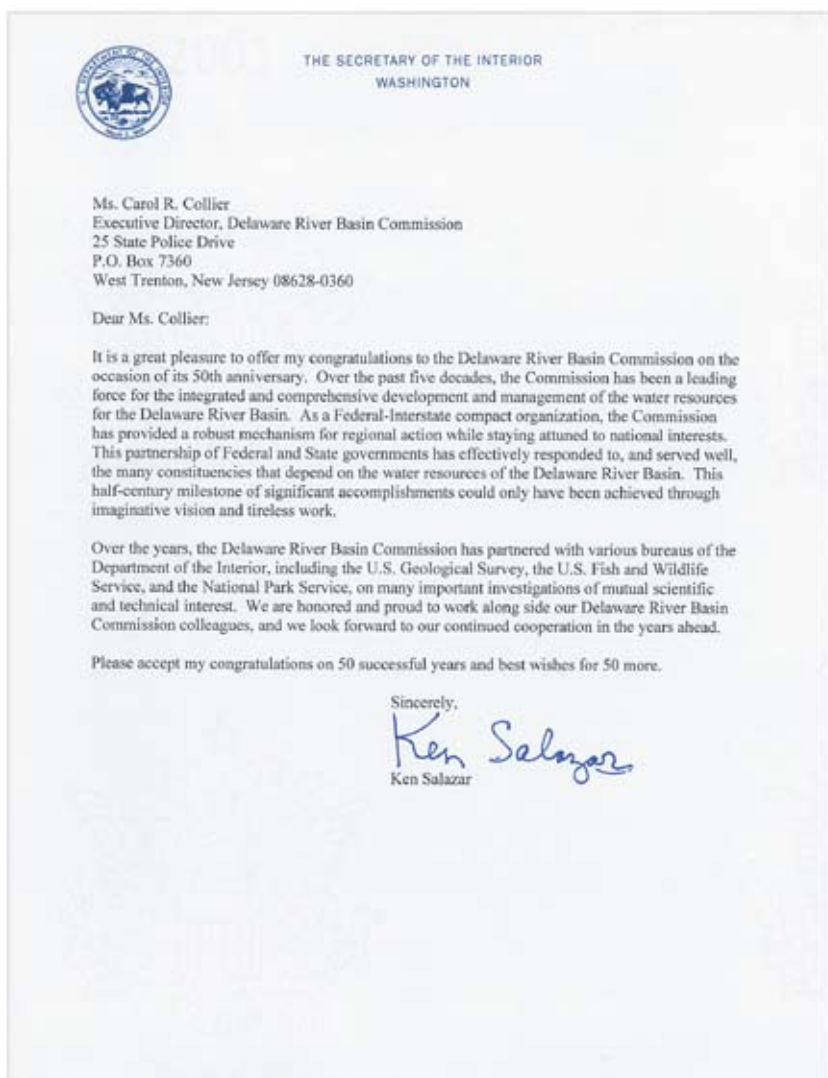 THE SECRETARY OF THE INTERIOR
WASHINGTON
Ms. Carol R. Collier
Executive Director, Delaware River Basin Commission
25 State Police Drive
P.O. Box 7360
West Trenton, New Jersey 08628-0360
Dear Ms. Collier:
It is a great pleasure to offer my congratulations to the Delaware River Basin Commission on the
occasion of its 50th anniversary. Over the past five decades, the Commission has been a leading
force for the integrated and comprehensive development and management of the water resources
for the Delaware River Basin. As a Federal-Interstate compact organization, the Commission
has provided a robust mechanism for regional action while staying attuned to national interests.
This partnership of Federal and State governments has effectively responded to, and served well,
the many constituencies that depend on the water resources of the Delaware River Basin. This
half-century milestone of significant accomplishments could only have been achieved through
imaginative vision and tireless work.
Over the years, the Delaware River Basin Commission has partnered with various bureaus of the
Department of the Interior, including the U.S. Geological Survey, the U.S. Fish and Wildlife
Service, and the National Park Service, on many important investigations of mutual scientific
and technical interest. We are honored and proud to work along side our Delaware River Basin
Commission colleagues, and we look forward to our continued cooperation in the years ahead.
Please accept my congratulations on 50 successful years and best wishes for 50 more.
Sincerely,
Ken Salazar
Ken Salazar